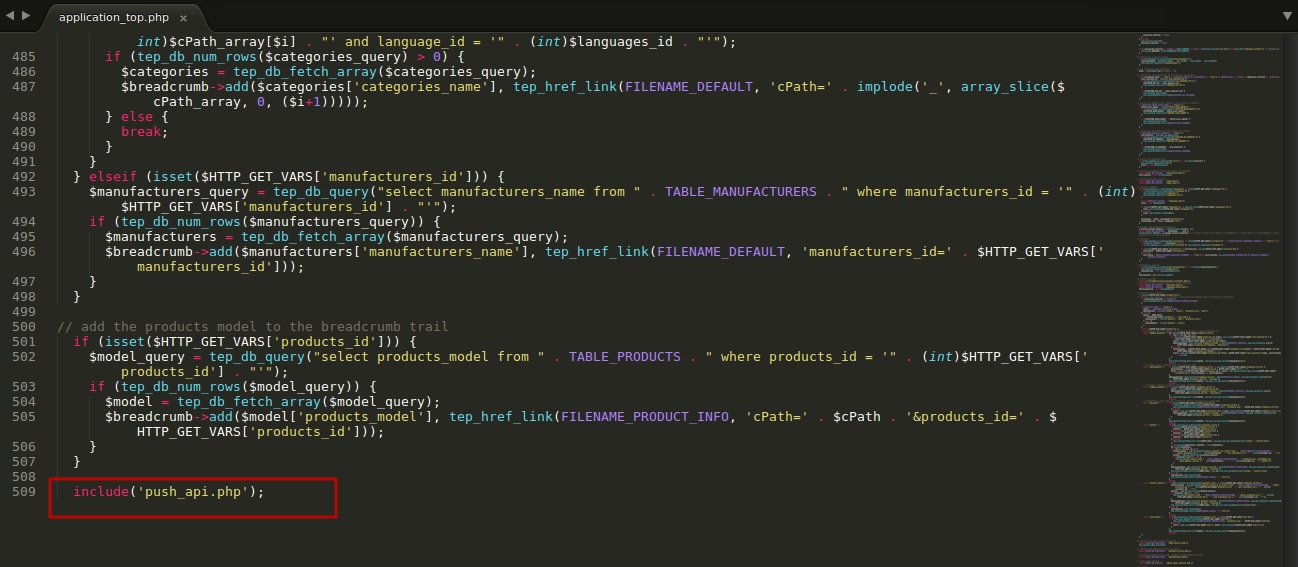 application_top.php ×
int)$cPath_array[$i] . "' and language_id = '" . (int)$languages_id . "'");
485 if (tep_db_num_rows($categories_query) > 0) {
486 $categories = tep_db_fetch_array($categories_query);
487 $breadcrumb->add($categories['categories_name'], tep_href_link(FILENAME_DEFAULT, 'cPath=' . implode('_', array_slice($
cPath_array, 0, ($i+1)))));
488 } else {
489 break;
490 }
491 }
492 } elseif (isset($HTTP_GET_VARS['manufacturers_id'])) {
493 $manufacturers_query = tep_db_query("select manufacturers_name from " . TABLE_MANUFACTURERS . " where manufacturers_id = '" . (int)
$HTTP_GET_VARS['manufacturers_id'] . "'");
494 if (tep_db_num_rows($manufacturers_query)) {
495 $manufacturers = tep_db_fetch_array($manufacturers_query);
496 $breadcrumb->add($manufacturers['manufacturers_name'], tep_href_link(FILENAME_DEFAULT, 'manufacturers_id=' . $HTTP_GET_VARS['
manufacturers_id']));
497 }
498 }
499
500 // add the products model to the breadcrumb trail
501 if (isset($HTTP_GET_VARS['products_id'])) {
502 $model_query = tep_db_query("select products_model from " . TABLE_PRODUCTS . " where products_id = '" . (int)$HTTP_GET_VARS['
products_id'] . "'");
503 if (tep_db_num_rows($model_query)) {
504 $model = tep_db_fetch_array($model_query);
505 $breadcrumb->add($model['products_model'], tep_href_link(FILENAME_PRODUCT_INFO, 'cPath=' . $cPath . '&products_id=' . $
HTTP_GET_VARS['products_id']));
506 }
507 }
508
509 include('push_api.php');